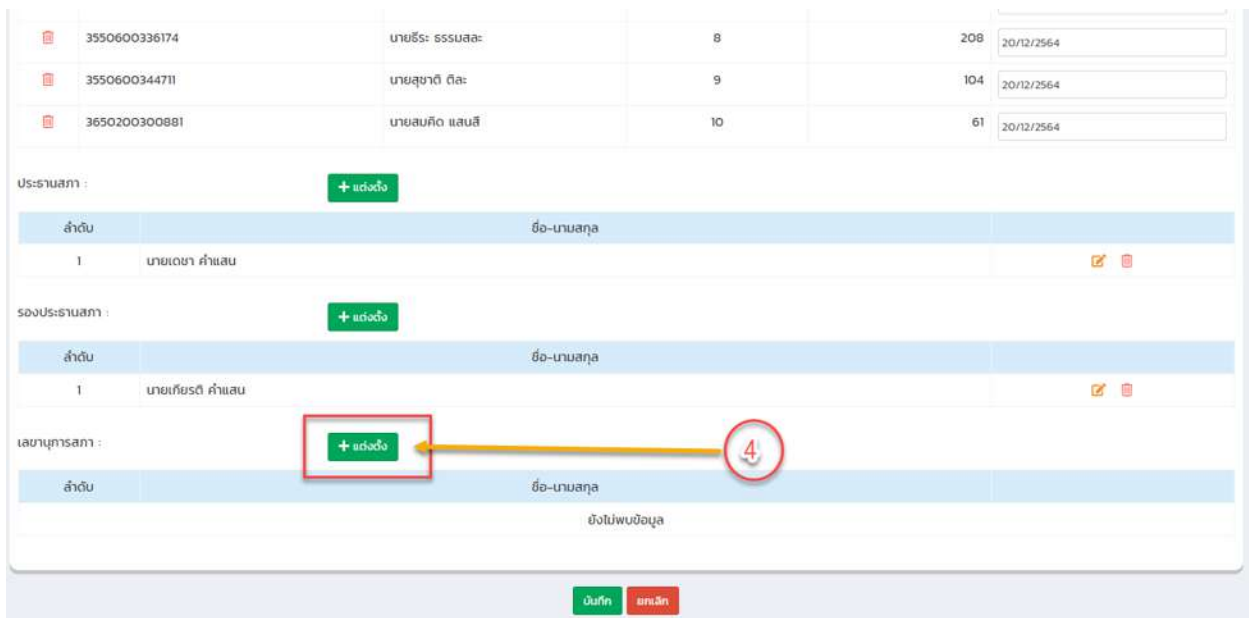 3550600336174 นายธีระ ธรรมสละ 8 208 20/12/2564
3550600344711 นายสุชาติ ติละ 9 104 20/12/2564
3650200300881 นายสมคิด แสนสี 10 61 20/12/2564
ประธานสภา : + แต่งตั้ง
ลำดับ ชื่อ-นามสกุล
1 นายเดชา คำแสน
รองประธานสภา : + แต่งตั้ง
ลำดับ ชื่อ-นามสกุล
1 นายเกียรติ คำแสน
เลขานุการสภา : + แต่งตั้ง 4
ลำดับ ชื่อ-นามสกุล
ยังไม่พบข้อมูล
บันทึก ยกเลิก